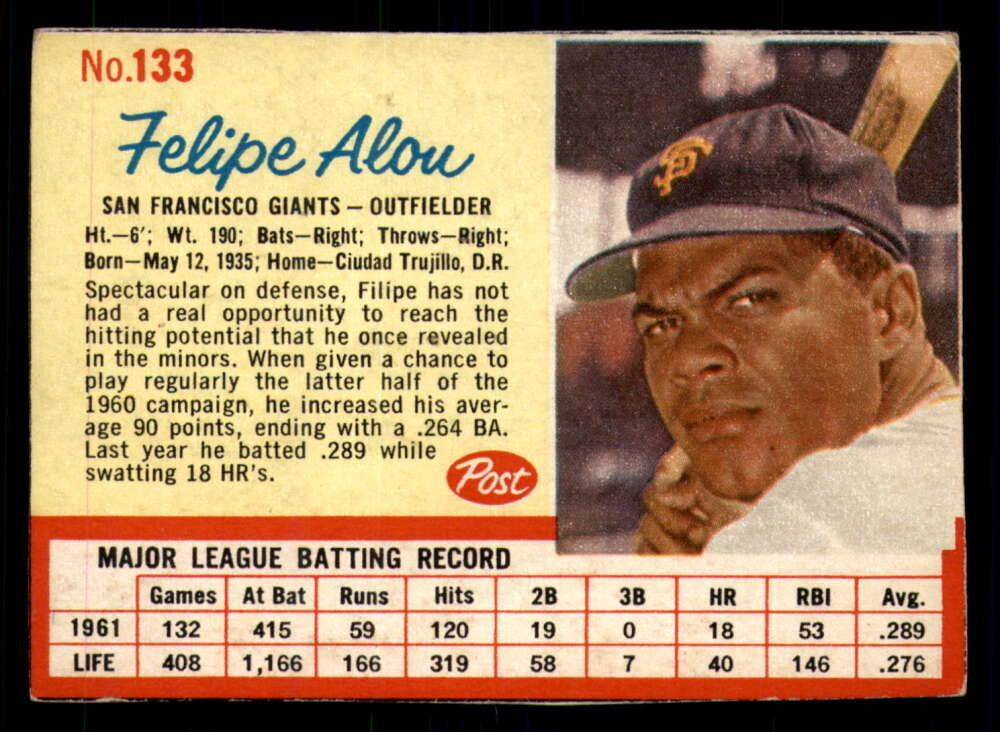 No.133
Felipe Alou
SAN FRANCISCO GIANTS — OUTFIELDER
Ht.—6'; Wt. 190; Bats—Right; Throws—Right;
Born—May 12, 1935; Home—Ciudad Trujillo, D.R.
Spectacular on defense, Filipe has not
had a real opportunity to reach the
hitting potential that he once revealed
in the minors. When given a chance to
play regularly the latter half of the
1960 campaign, he increased his aver-
age 90 points, ending with a .264 BA.
Last year he batted .289 while
swatting 18 HR's.
Post
SF
MAJOR LEAGUE BATTING RECORD
Games At Bat Runs Hits 2B 3B HR RBI Avg.
1961 132 415 59 120 19 0 18 53 .289
LIFE 408 1,166 166 319 58 7 40 146 .276